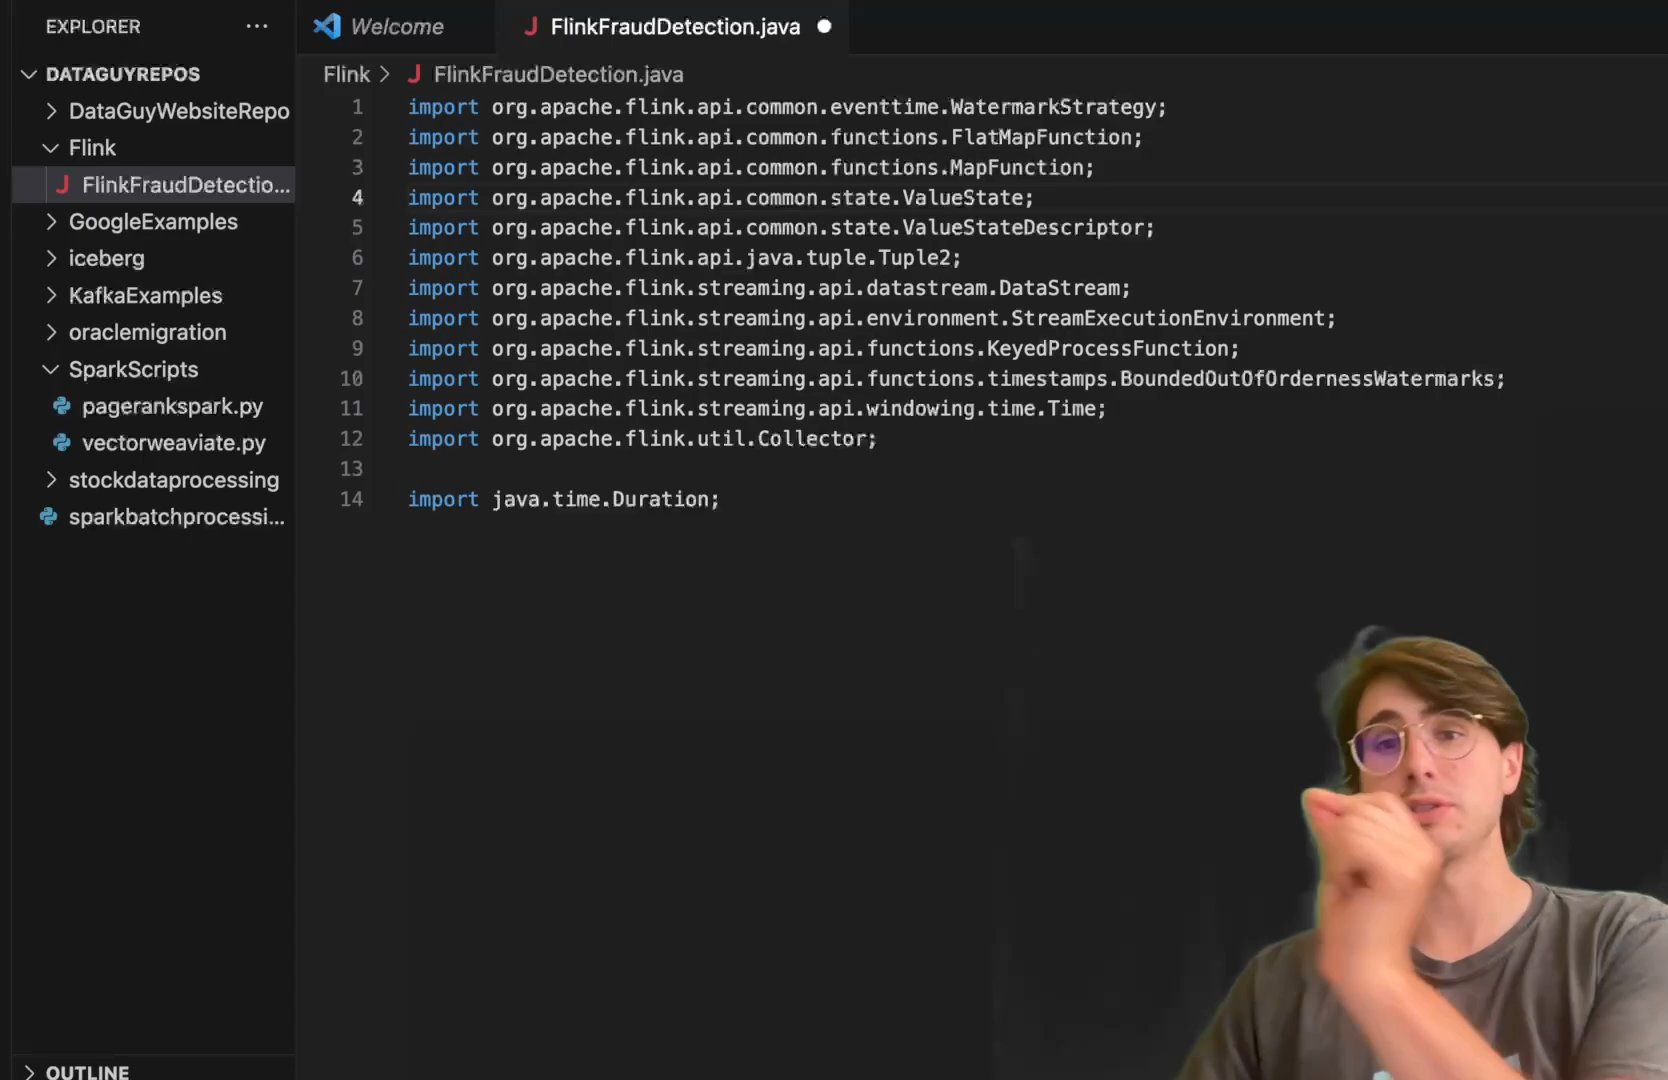 EXPLORER ...
Welcome
J FlinkFraudDetection.java
DATAGUYREPOS
Flink > J FlinkFraudDetection.java
DataGuyWebsiteRepo
Flink
J FlinkFraudDetectio...
GoogleExamples
iceberg
KafkaExamples
oraclemigration
SparkScripts
pagerankspark.py
vectorweaviate.py
stockdataprocessing
sparkbatchprocessi...
OUTLINE
1 import org.apache.flink.api.common.eventtime.WatermarkStrategy;
2 import org.apache.flink.api.common.functions.FlatMapFunction;
3 import org.apache.flink.api.common.functions.MapFunction;
4 import org.apache.flink.api.common.state.ValueState;
5 import org.apache.flink.api.common.state.ValueStateDescriptor;
6 import org.apache.flink.api.java.tuple.Tuple2;
7 import org.apache.flink.streaming.api.datastream.DataStream;
8 import org.apache.flink.streaming.api.environment.StreamExecutionEnvironment;
9 import org.apache.flink.streaming.api.functions.KeyedProcessFunction;
10 import org.apache.flink.streaming.api.functions.timestamps.BoundedOutOfOrdernessWatermarks;
11 import org.apache.flink.streaming.api.windowing.time.Time;
12 import org.apache.flink.util.Collector;
13
14 import java.time.Duration;